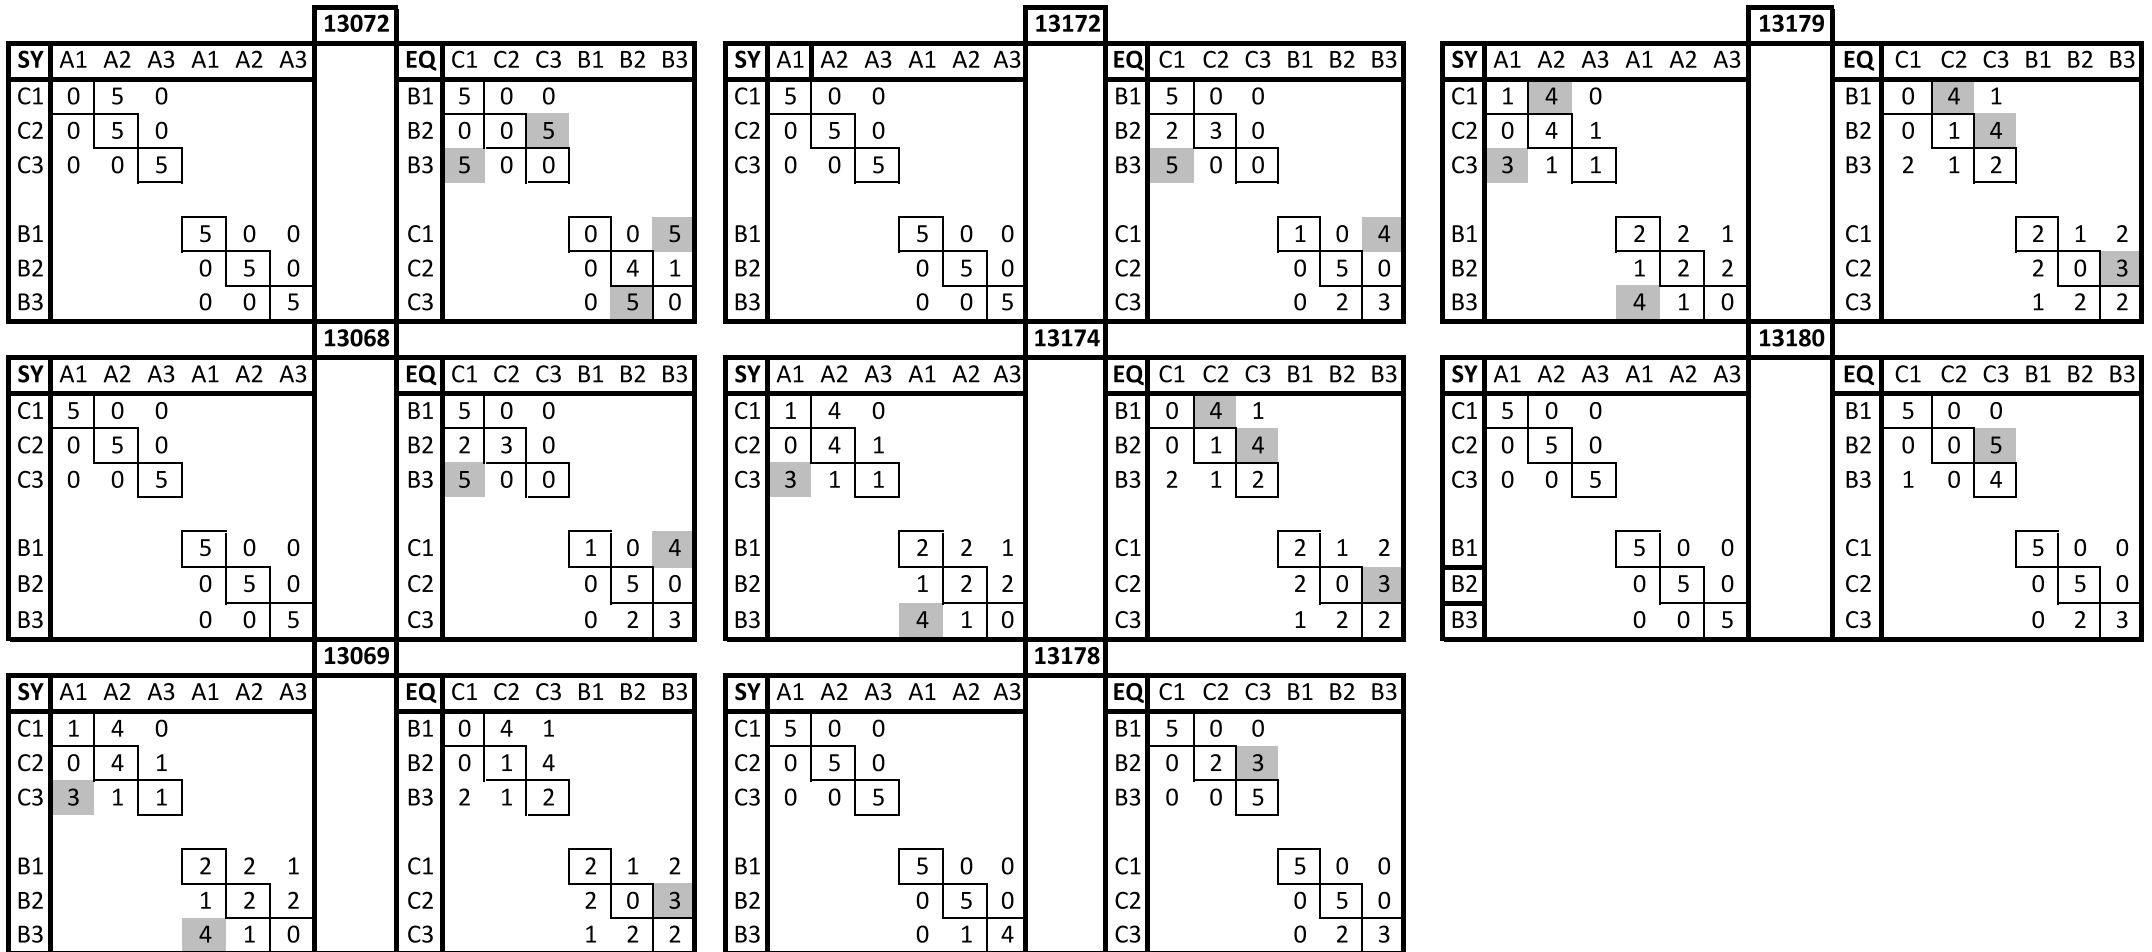 13072 13172 13179
SY A1 A2 A3 A1 A2 A3 EQ C1 C2 C3 B1 B2 B3 SY A1 A2 A3 A1 A2 A3 EQ C1 C2 C3 B1 B2 B3 SY A1 A2 A3 A1 A2 A3 EQ C1 C2 C3 B1 B2 B3
C1 0 5 0 B1 5 0 0 C1 5 0 0 B1 5 0 0 C1 1 4 0 B1 0 4 1
C2 0 5 0 B2 0 0 5 C2 0 5 0 B2 2 3 0 C2 0 4 1 B2 0 1 4
C3 0 0 5 B3 5 0 0 C3 0 0 5 B3 5 0 0 C3 3 1 1 B3 2 1 2
B1 5 0 0 C1 0 0 5 B1 5 0 0 C1 1 0 4 B1 2 2 1 C1 2 1 2
B2 0 5 0 C2 0 4 1 B2 0 5 0 C2 0 5 0 B2 1 2 2 C2 2 0 3
B3 0 0 5 C3 0 5 0 B3 0 0 5 C3 0 2 3 B3 4 1 0 C3 1 2 2
13068 13174 13180
SY A1 A2 A3 A1 A2 A3 EQ C1 C2 C3 B1 B2 B3 SY A1 A2 A3 A1 A2 A3 EQ C1 C2 C3 B1 B2 B3 SY A1 A2 A3 A1 A2 A3 EQ C1 C2 C3 B1 B2 B3
C1 5 0 0 B1 5 0 0 C1 1 4 0 B1 0 4 1 C1 5 0 0 B1 5 0 0
C2 0 5 0 B2 2 3 0 C2 0 4 1 B2 0 1 4 C2 0 5 0 B2 0 0 5
C3 0 0 5 B3 5 0 0 C3 3 1 1 B3 2 1 2 C3 0 0 5 B3 1 0 4
B1 5 0 0 C1 1 0 4 B1 2 2 1 C1 2 1 2 B1 5 0 0 C1 5 0 0
B2 0 5 0 C2 0 5 0 B2 1 2 2 C2 2 0 3 B2 0 5 0 C2 0 5 0
B3 0 0 5 C3 0 2 3 B3 4 1 0 C3 1 2 2 B3 0 0 5 C3 0 2 3
13069 13178
SY A1 A2 A3 A1 A2 A3 EQ C1 C2 C3 B1 B2 B3 SY A1 A2 A3 A1 A2 A3 EQ C1 C2 C3 B1 B2 B3
C1 1 4 0 B1 0 4 1 C1 5 0 0 B1 5 0 0
C2 0 4 1 B2 0 1 4 C2 0 5 0 B2 0 2 3
C3 3 1 1 B3 2 1 2 C3 0 0 5 B3 0 0 5
B1 2 2 1 C1 2 1 2 B1 5 0 0 C1 5 0 0
B2 1 2 2 C2 2 0 3 B2 0 5 0 C2 0 5 0
B3 4 1 0 C3 1 2 2 B3 0 1 4 C3 0 2 3